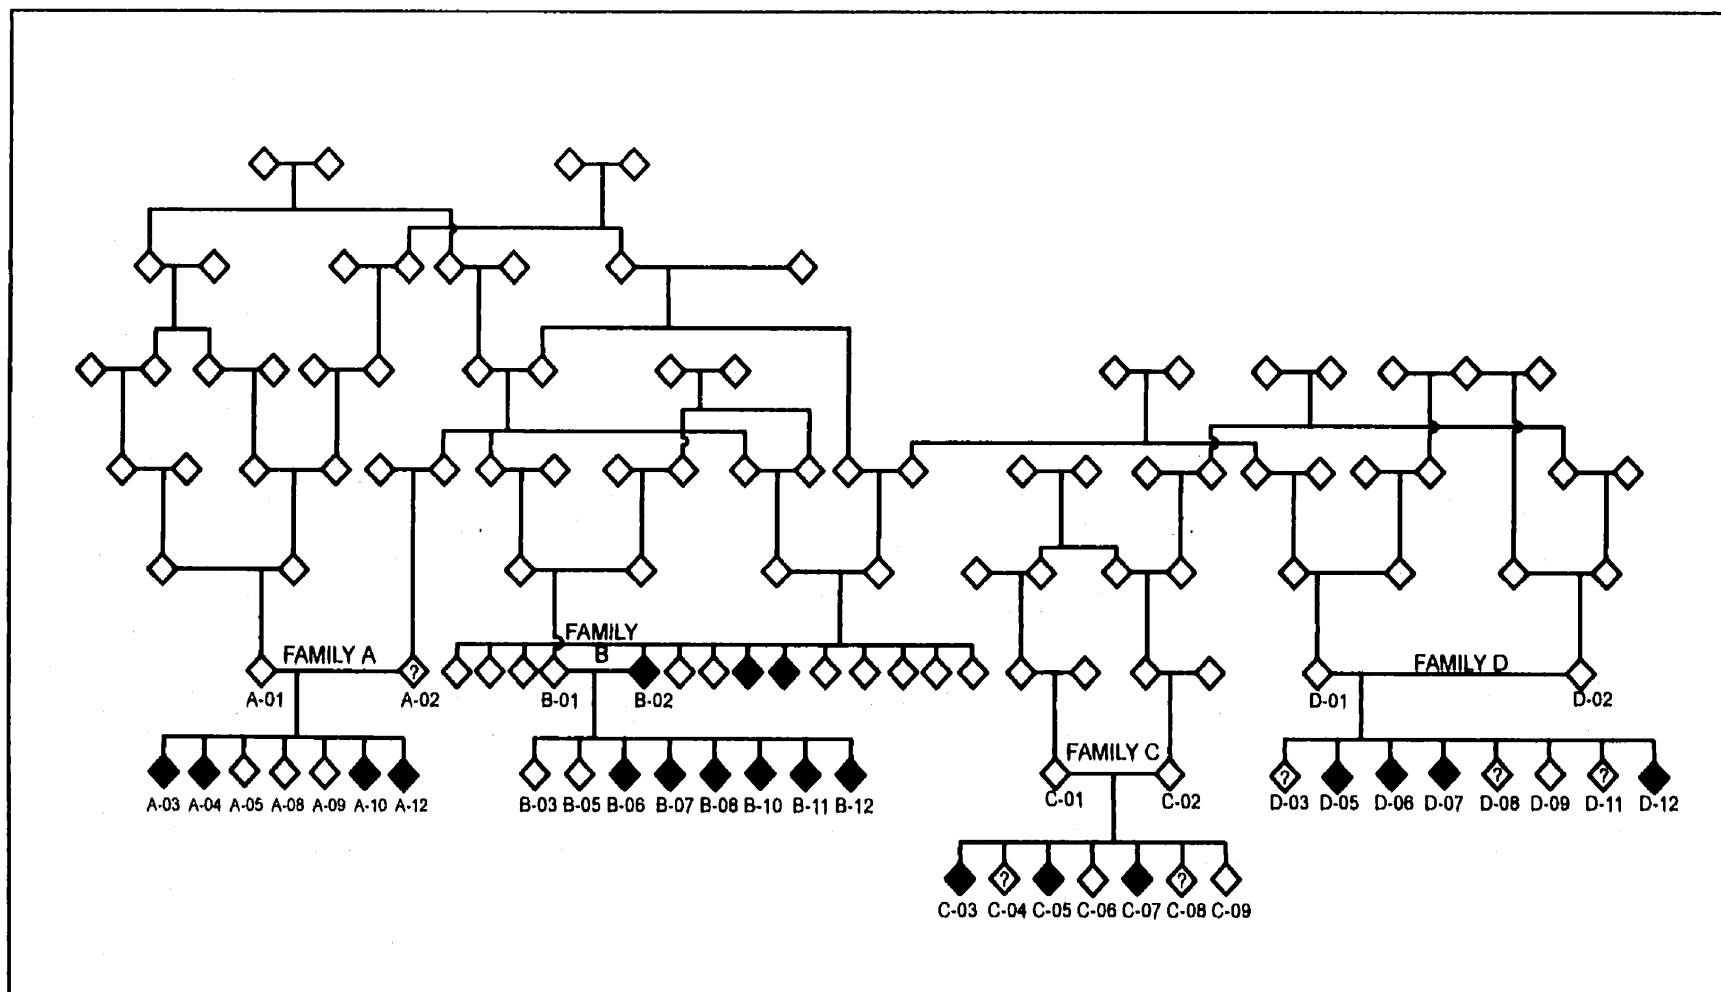 FAMILY
B
FAMILY A
?
FAMILY D
A-01
A-02
B-01
B-02
D-01
D-02
FAMILY C
? ? ?
A-03 A-04 A-05 A-08 A-09 A-10 A-12
B-03 B-05 B-06 B-07 B-08 B-10 B-11 B-12
C-01
C-02
D-03 D-05 D-06 D-07 D-08 D-09 D-11 D-12
? ?
C-03 C-04 C-05 C-06 C-07 C-08 C-09